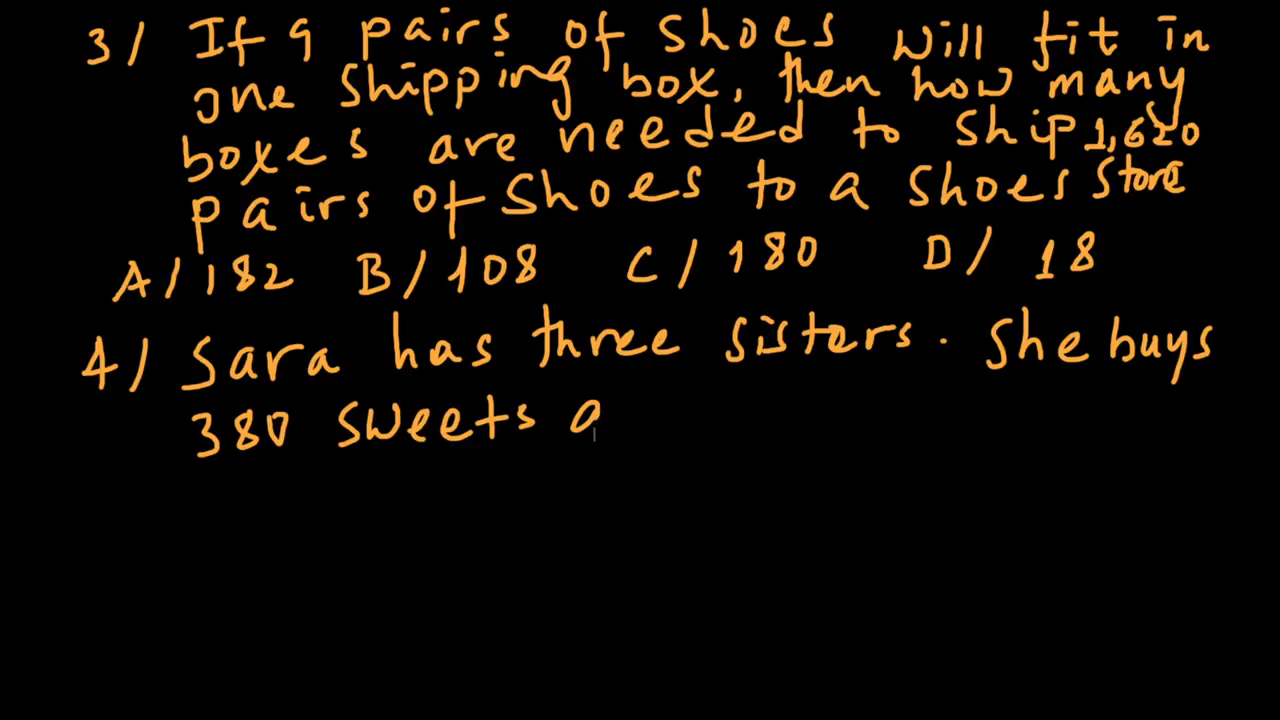 3/ If 9 pairs of shoes will fit in
one shipping box, then how many
boxes are needed to ship 1,620
pairs of shoes to a shoes store
A/ 182 B/ 108 C/ 180 D/ 18
4/ Sara has three sisters. She buys
380 sweets a